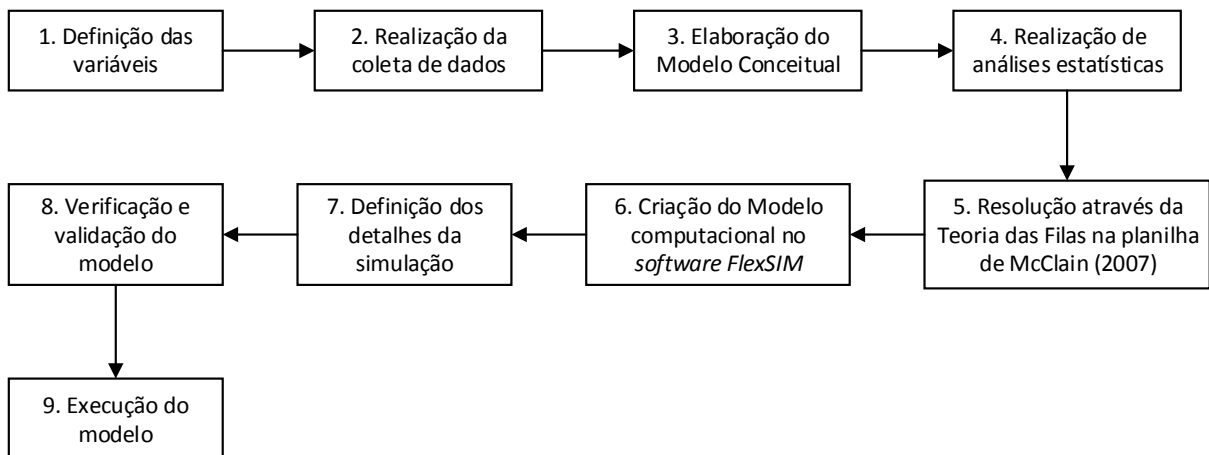 1. Definição das
variáveis
2. Realização da
coleta de dados
3. Elaboração do
Modelo Conceitual
4. Realização de
análises estatísticas
5. Resolução através da
Teoria das Filas na planilha
de McClain (2007)
6. Criação do Modelo
computacional no
software FlexSIM
7. Definição dos
detalhes da
simulação
8. Verificação e
validação do
modelo
9. Execução do
modelo